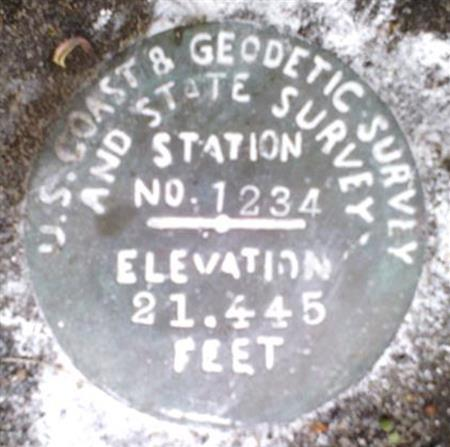 U.S. COAST & GEODETIC SURVEY
AND STATE SURVEY
STATION
NO. 1234
ELEVATION
21.445
FEET